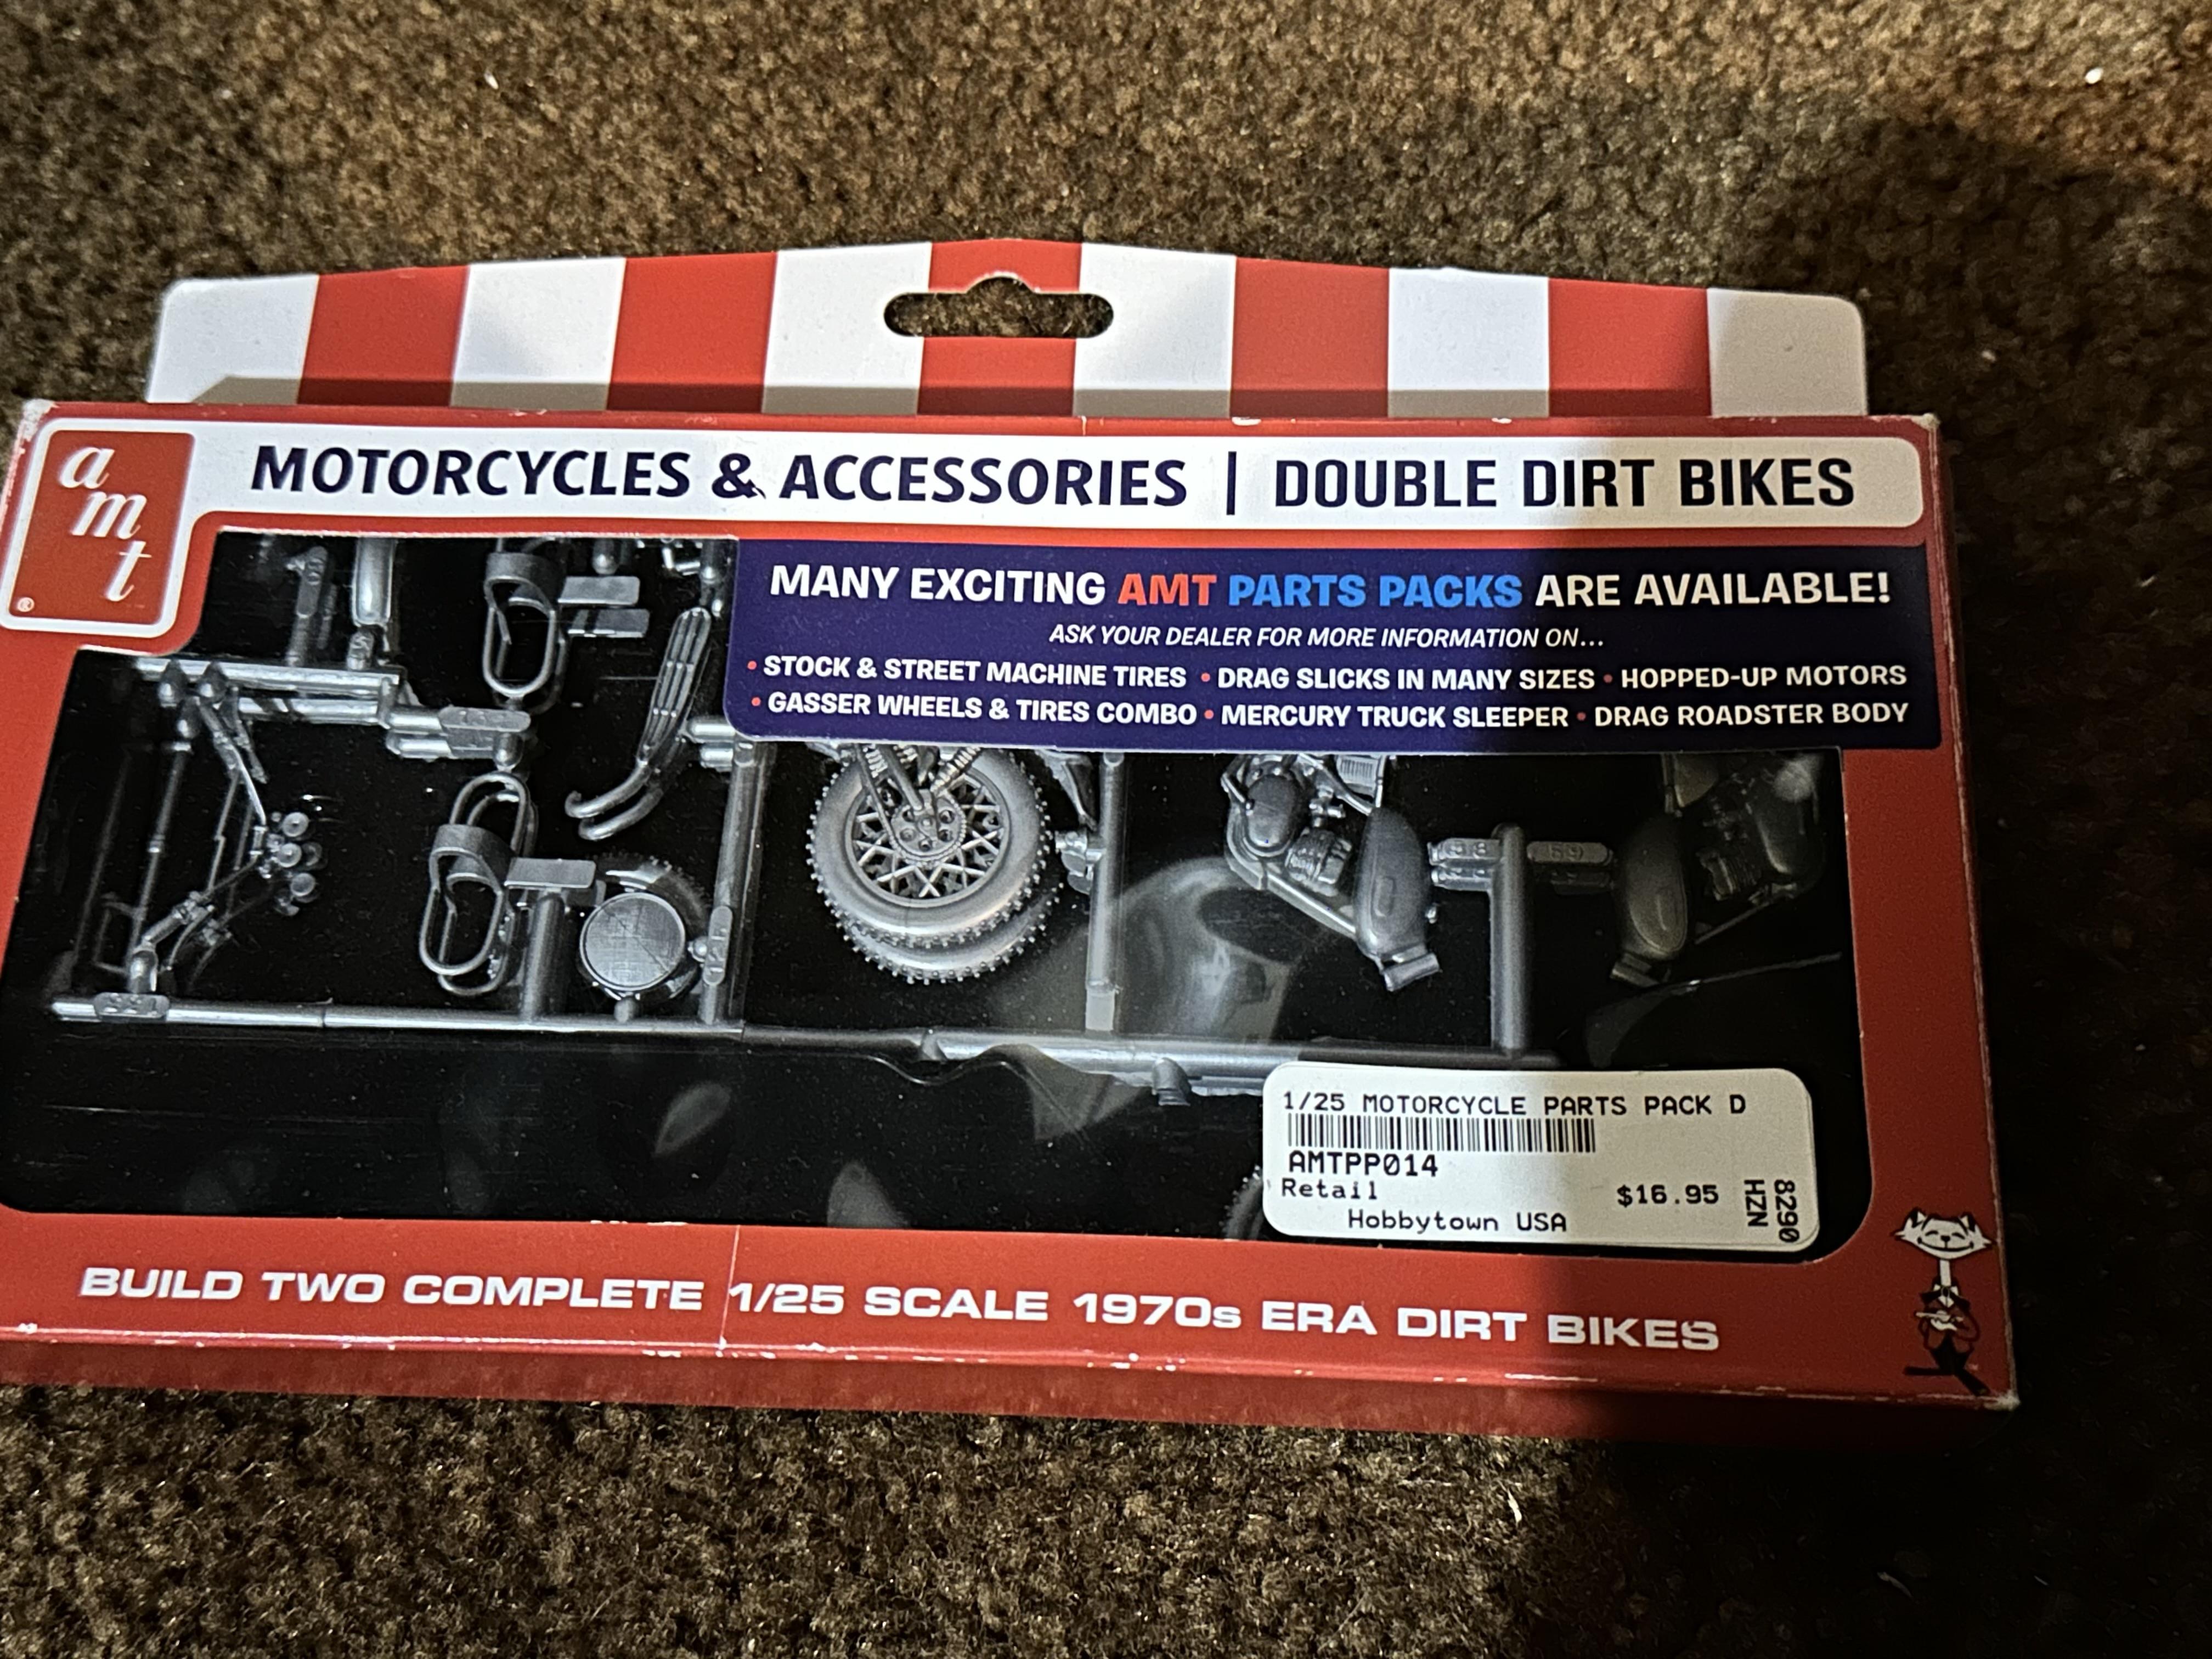 amt
®
MOTORCYCLES & ACCESSORIES | DOUBLE DIRT BIKES
MANY EXCITING AMT PARTS PACKS ARE AVAILABLE!
ASK YOUR DEALER FOR MORE INFORMATION ON...
• STOCK & STREET MACHINE TIRES • DRAG SLICKS IN MANY SIZES • HOPPED-UP MOTORS
• GASSER WHEELS & TIRES COMBO • MERCURY TRUCK SLEEPER • DRAG ROADSTER BODY
59
1/25 MOTORCYCLE PARTS PACK D
AMTPP014
Retail $16.95
Hobbytown USA
8290
HZN
BUILD TWO COMPLETE 1/25 SCALE 1970s ERA DIRT BIKES